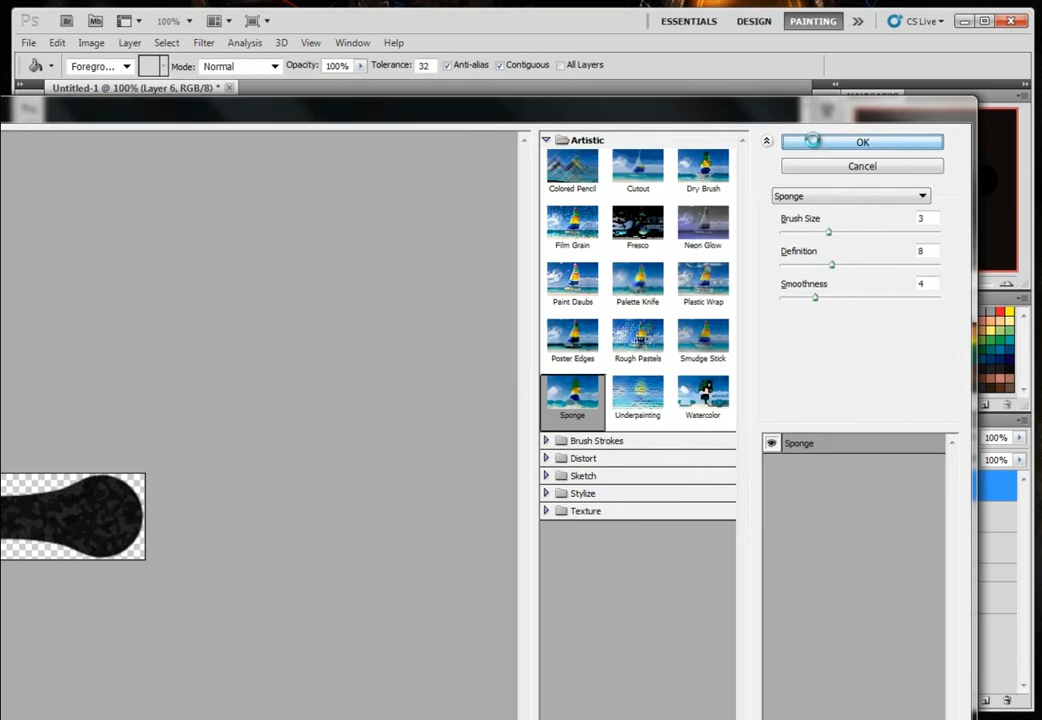 Ps Br Mb 100% ESSENTIALS DESIGN PAINTING CS Live
File Edit Image Layer Select Filter Analysis 3D View Window Help
Foregro... Mode: Normal Opacity: 100% Tolerance: 32 Anti-alias Contiguous All Layers
Untitled-1 @ 100% (Layer 6, RGB/8) *
Artistic
OK
Colored Pencil Cutout Dry Brush
Cancel
Sponge
Brush Size 3
Film Grain Fresco Neon Glow
Definition 8
Smoothness 4
Paint Daubs Palette Knife Plastic Wrap
Poster Edges Rough Pastels Smudge Stick
Sponge Underpainting Watercolor
Brush Strokes
Sponge
100%
Distort
100%
Sketch
Stylize
Texture